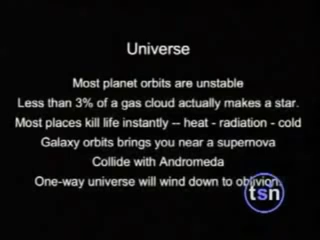 Universe
Most planet orbits are unstable
Less than 3% of a gas cloud actually makes a star.
Most places kill life instantly -- heat - radiation - cold
Galaxy orbits brings you near a supernova
Collide with Andromeda
One-way universe will wind down to oblivion.
tsn